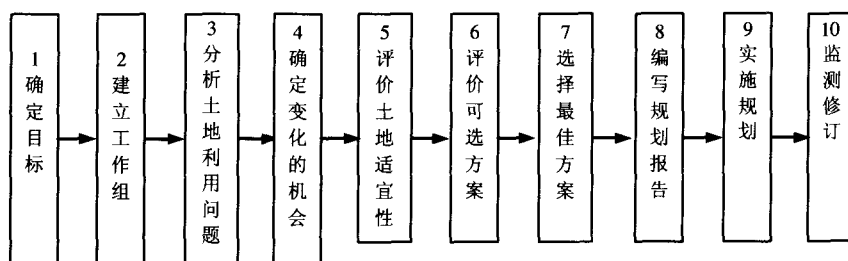 1确定目标
2建立工作组
3分析土地利用问题
4确定变化的机会
5评价土地适宜性
6评价可选方案
7选择最佳方案
8编写规划报告
9实施规划
10监测修订